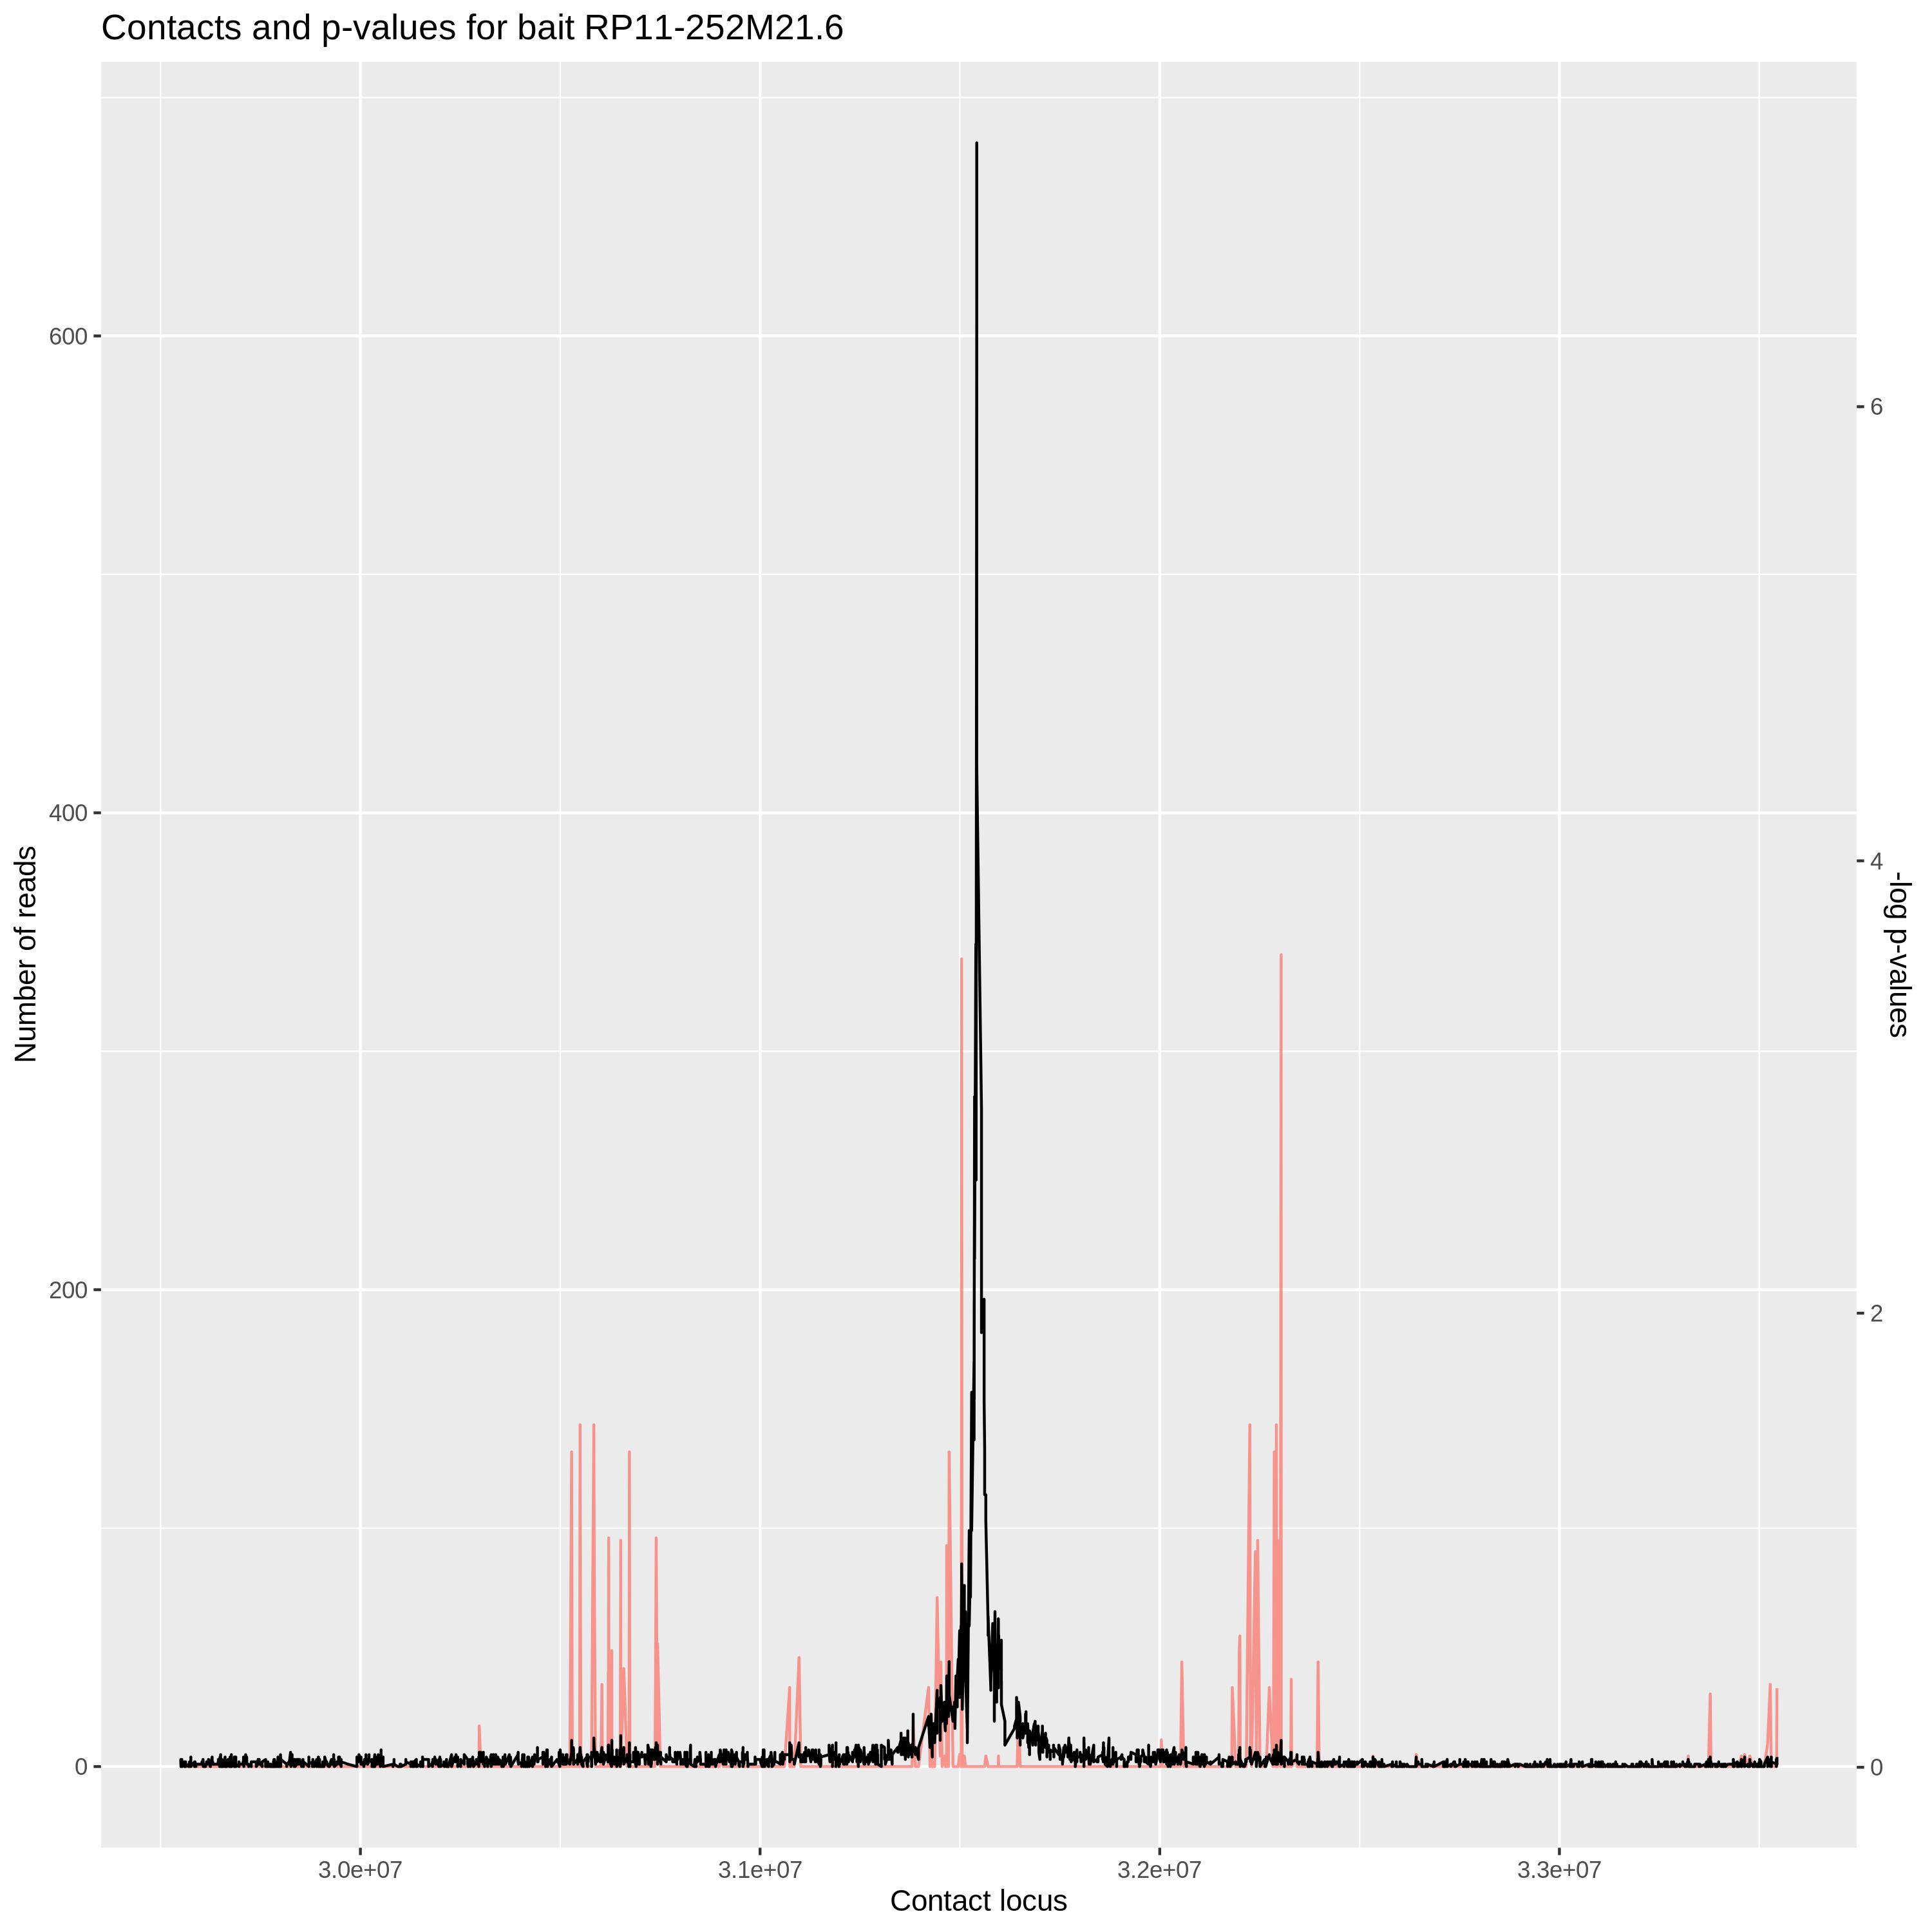 Contacts and p-values for bait RP11-252M21.6
600
400
200
0
Number of reads
6
4
2
0
-log p-values
3.0e+07
3.1e+07
3.2e+07
3.3e+07
Contact locus